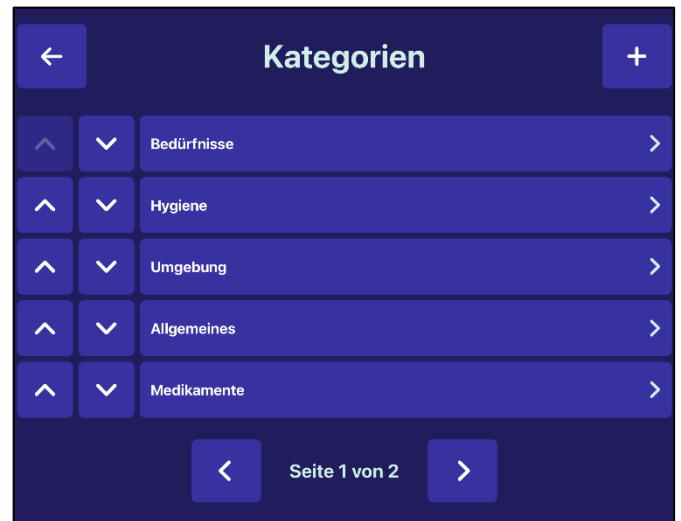 Kategorien
Bedürfnisse
Hygiene
Umgebung
Allgemeines
Medikamente
Seite 1 von 2